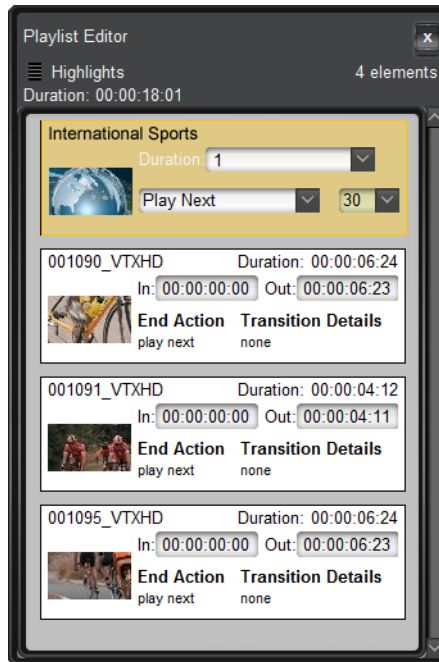 Playlist Editor
x
Highlights 4 elements
Duration: 00:00:18:01
International Sports
Duration: 1
Play Next 30
001090_VTXHD Duration: 00:00:06:24
In: 00:00:00:00 Out: 00:00:06:23
End Action Transition Details
play next none
001091_VTXHD Duration: 00:00:04:12
In: 00:00:00:00 Out: 00:00:04:11
End Action Transition Details
play next none
001095_VTXHD Duration: 00:00:06:24
In: 00:00:00:00 Out: 00:00:06:23
End Action Transition Details
play next none